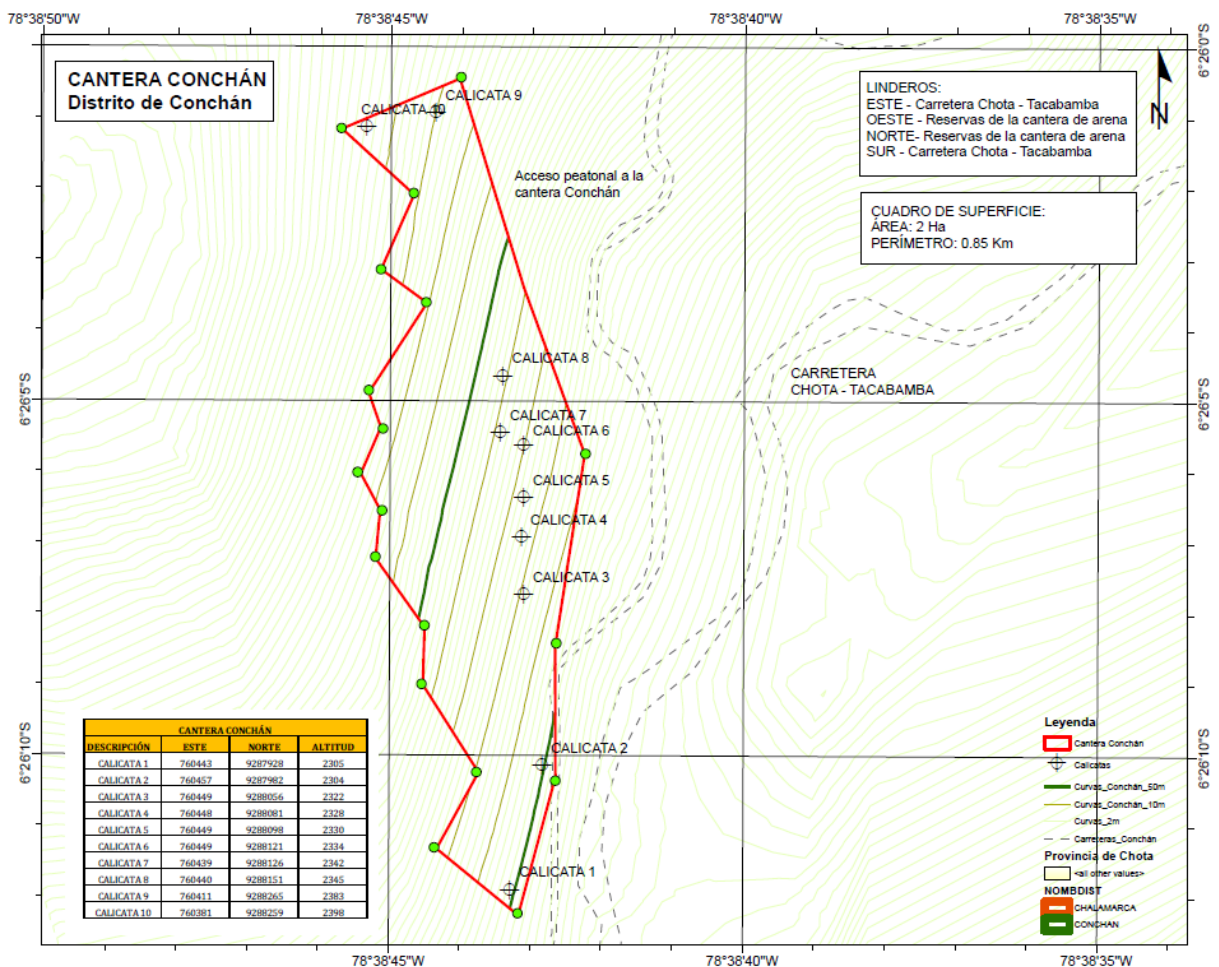 78°38'50"W
78°38'45"W
78°38'40"W
78°38'35"W
6°26'0"S
CANTERA CONCHÁN
Distrito de Conchán
CALICATA 9
CALICATA 10
LINDEROS:
ESTE - Carretera Chota - Tacabamba
OESTE - Reservas de la cantera de arena
NORTE- Reservas de la cantera de arena
SUR - Carretera Chota - Tacabamba
N
Acceso peatonal a la
cantera Conchán
CUADRO DE SUPERFICIE:
ÁREA: 2 Ha
PERÍMETRO: 0.85 Km
CALICATA 8
CARRETERA
CHOTA - TACABAMBA
6°26'5"S
6°26'5"S
CALICATA 7
CALICATA 6
CALICATA 5
CALICATA 4
CALICATA 3
CALICATA 2
CALICATA 1
6°26'10"S
6°26'10"S
CANTERA CONCHÁN
DESCRIPCIÓN ESTE NORTE ALTITUD
CALICATA 1 760443 9287928 2305
CALICATA 2 760457 9287982 2304
CALICATA 3 760449 9288056 2322
CALICATA 4 760448 9288081 2328
CALICATA 5 760449 9288098 2330
CALICATA 6 760449 9288121 2334
CALICATA 7 760439 9288126 2342
CALICATA 8 760440 9288151 2345
CALICATA 9 760411 9288265 2383
CALICATA 10 760381 9288259 2398
Leyenda
Cantera Conchán
Calicatas
Curvas_Conchán_50m
Curvas_Conchán_10m
Curvas_2m
Carreteras_Conchán
Provincia de Chota
<all other values>
NOMBDIST
CHALAMARCA
CONCHAN
78°38'45"W
78°38'40"W
78°38'35"W